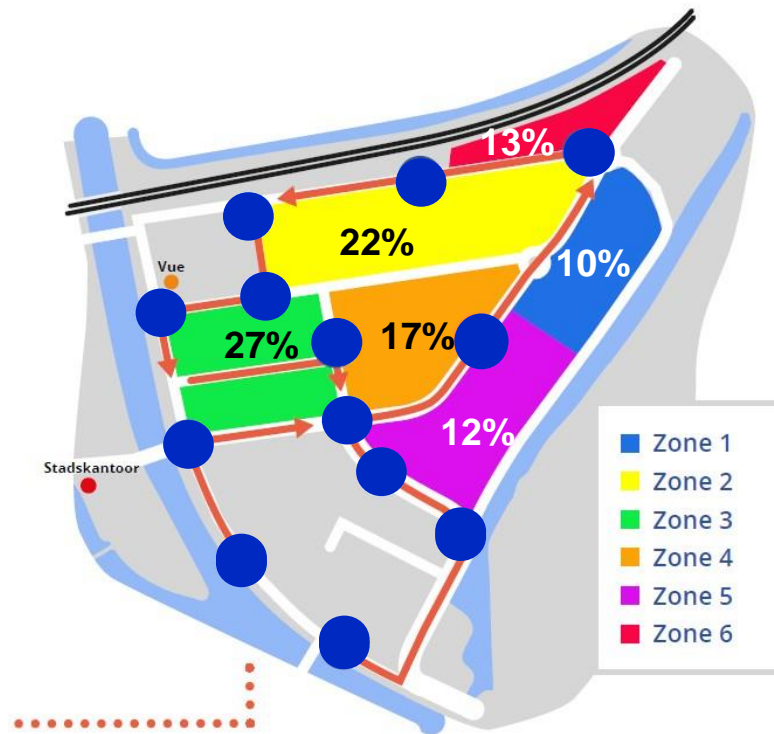 13%
22%
10%
Vue
27%
17%
12%
Stadskantoor
Zone 1
Zone 2
Zone 3
Zone 4
Zone 5
Zone 6